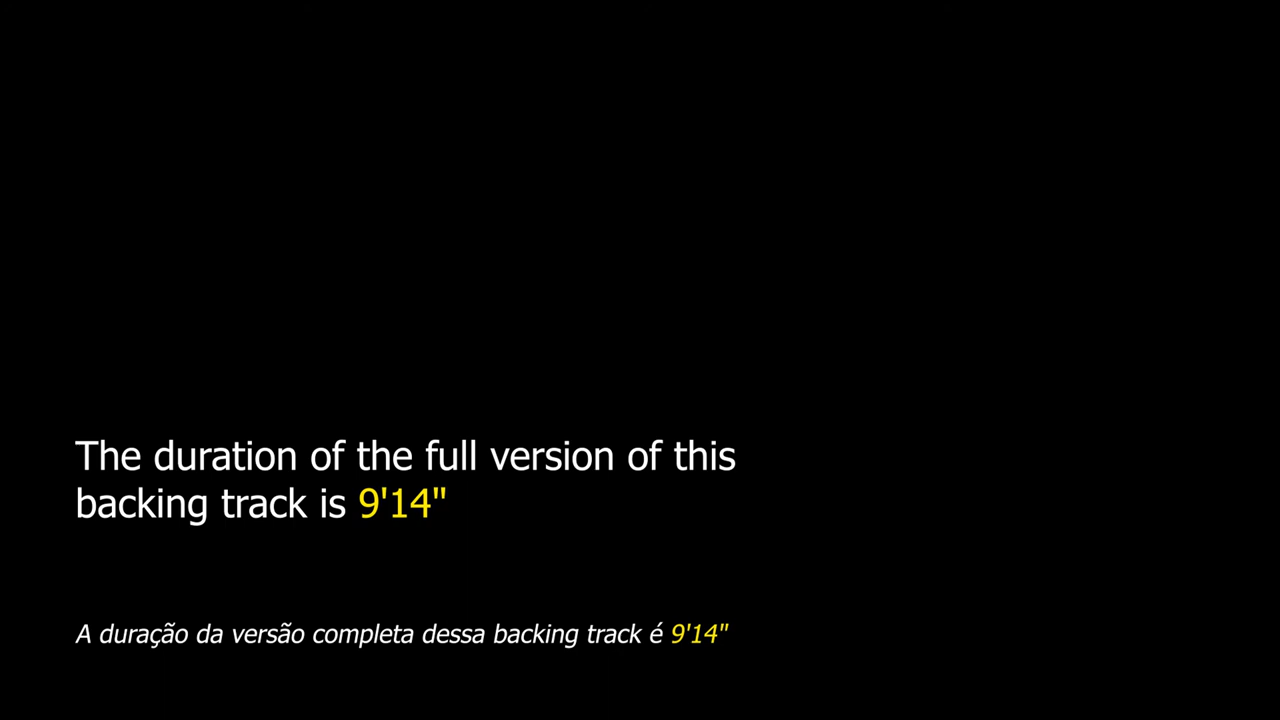 The duration of the full version of this
backing track is 9'14"
A duração da versão completa dessa backing track é 9'14"